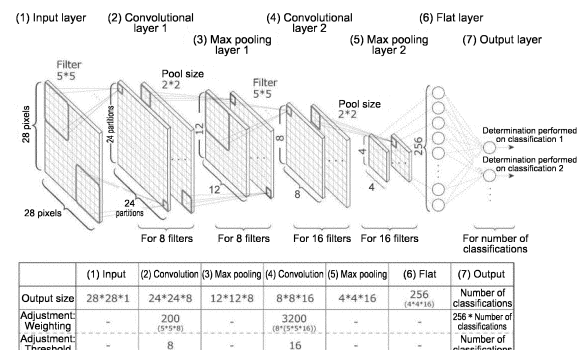 (1) Input layer
(2) Convolutional layer 1
(3) Max pooling layer 1
(4) Convolutional layer 2
(5) Max pooling layer 2
(6) Flat layer
(7) Output layer
Filter
5*5
Pool size
2*2
Filter
5*5
Pool size
2*2
28 pixels
28 pixels
24 partitions
24
partitions
12
12
8
8
4
4
256
Determination performed
on classification 1
Determination performed
on classification 2
For 8 filters
For 8 filters
For 16 filters
For 16 filters
For number of
classifications
(1) Input (2) Convolution (3) Max pooling (4) Convolution (5) Max pooling (6) Flat (7) Output
Output size 28*28*1 24*24*8 12*12*8 8*8*16 4*4*16 256 (4*4*16) Number of classifications
Adjustment: Weighting - 200 (5*5*8) - 3200 (8*(5*5*16)) - - 256 * Number of classifications
Adjustment: Threshold - 8 - 16 - - Number of classifications